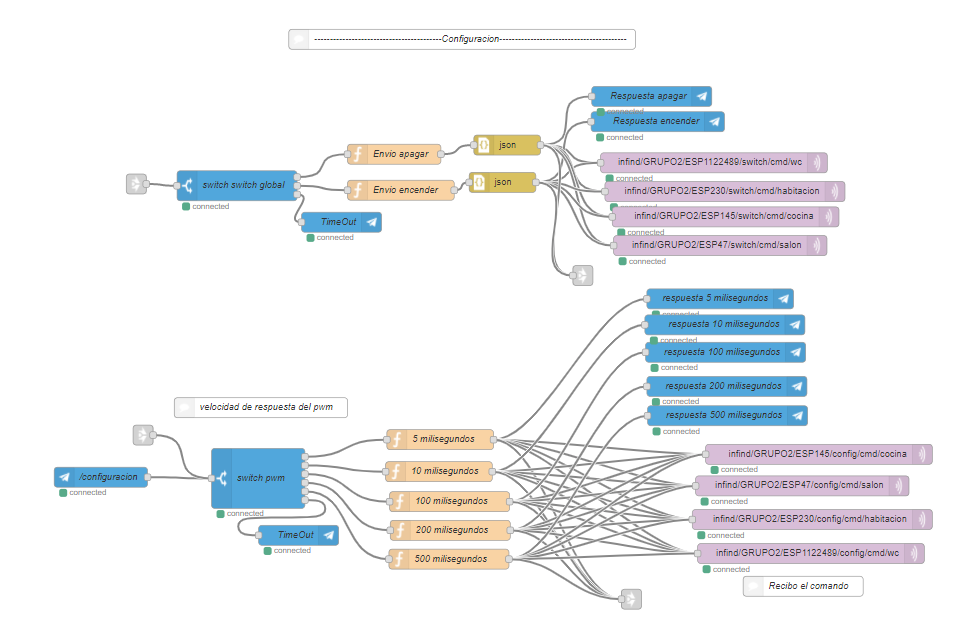 ------------------------------------------Configuracion------------------------------------------
Respuesta apagar
connected
Respuesta encender
connected
json
Envio apagar
infind/GRUPO2/ESP1122489/switch/cmd/wc
connected
switch switch global
connected
Envio encender
json
infind/GRUPO2/ESP230/switch/cmd/habitacion
connected
infind/GRUPO2/ESP145/switch/cmd/cocina
connected
TimeOut
connected
infind/GRUPO2/ESP47/switch/cmd/salon
connected
respuesta 5 milisegundos
connected
respuesta 10 milisegundos
connected
respuesta 100 milisegundos
connected
respuesta 200 milisegundos
connected
respuesta 500 milisegundos
connected
velocidad de respuesta del pwm
5 milisegundos
infind/GRUPO2/ESP145/config/cmd/cocina
connected
/configuracion
connected
switch pwm
connected
10 milisegundos
infind/GRUPO2/ESP47/config/cmd/salon
connected
100 milisegundos
infind/GRUPO2/ESP230/config/cmd/habitacion
connected
TimeOut
connected
200 milisegundos
500 milisegundos
infind/GRUPO2/ESP1122489/config/cmd/wc
connected
Recibo el comando